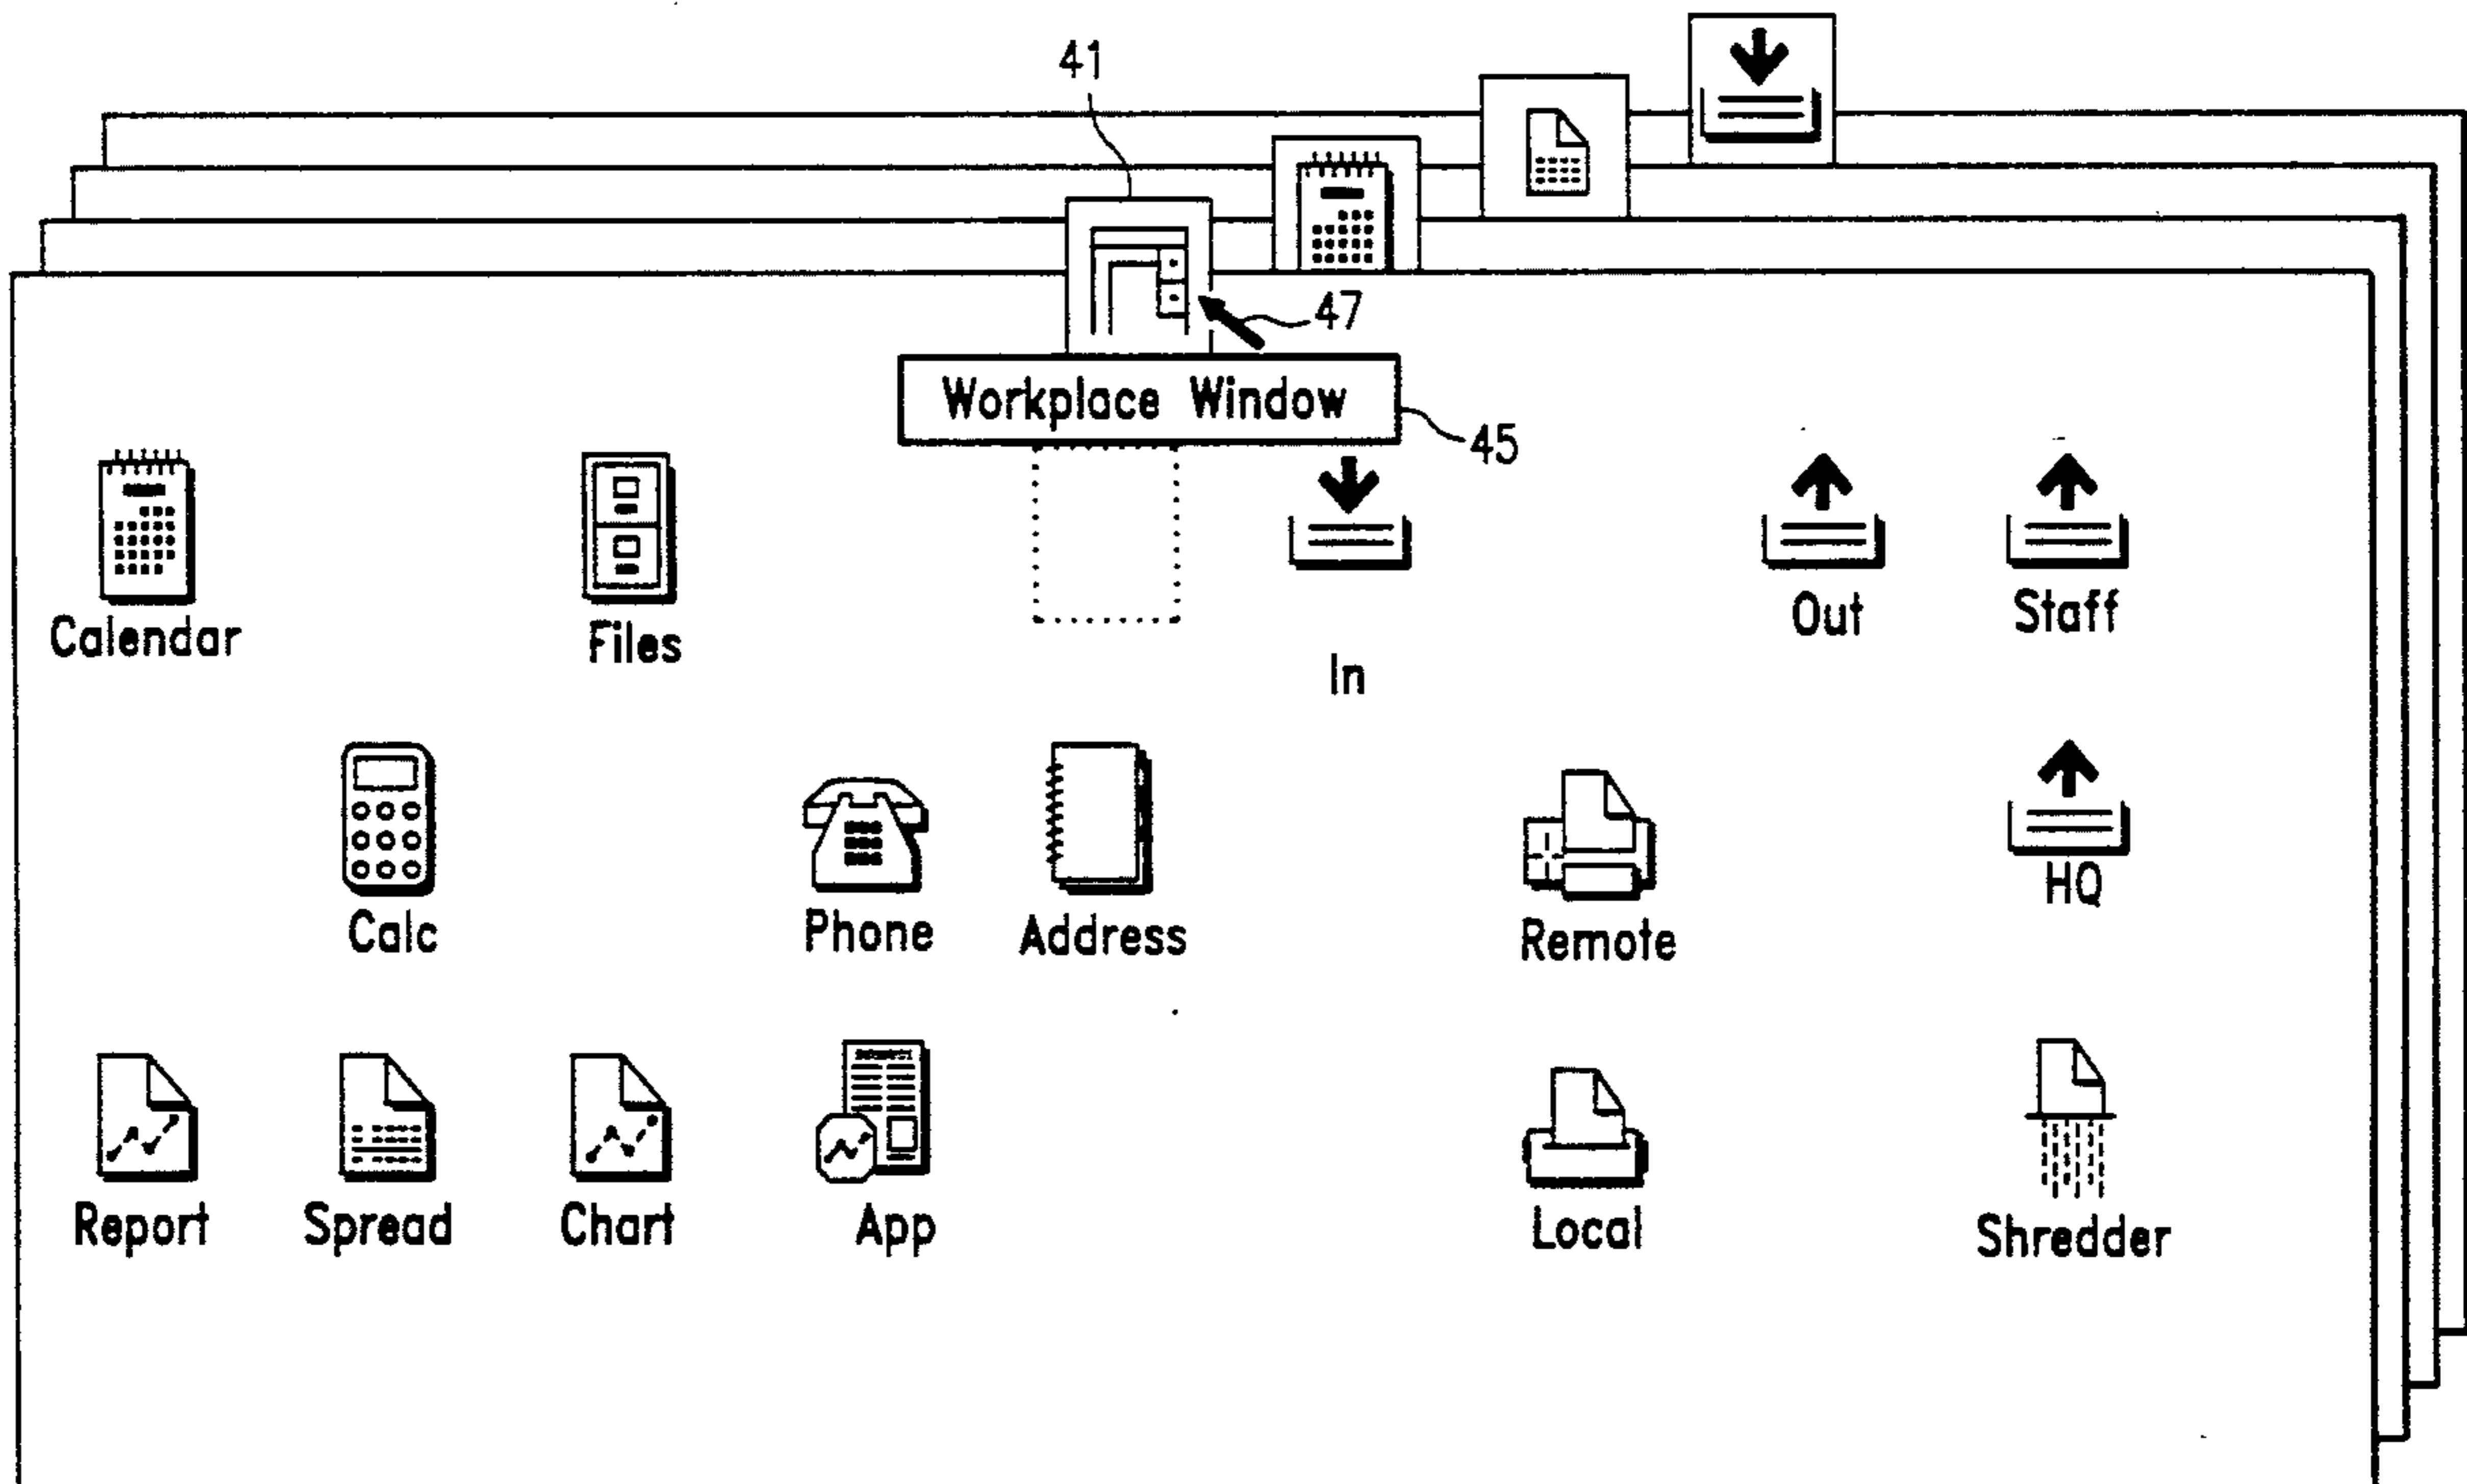 41
47
Workplace Window
45
Calendar
Files
In
Out
Staff
Calc
Phone
Address
Remote
HQ
Report
Spread
Chart
App
Local
Shredder